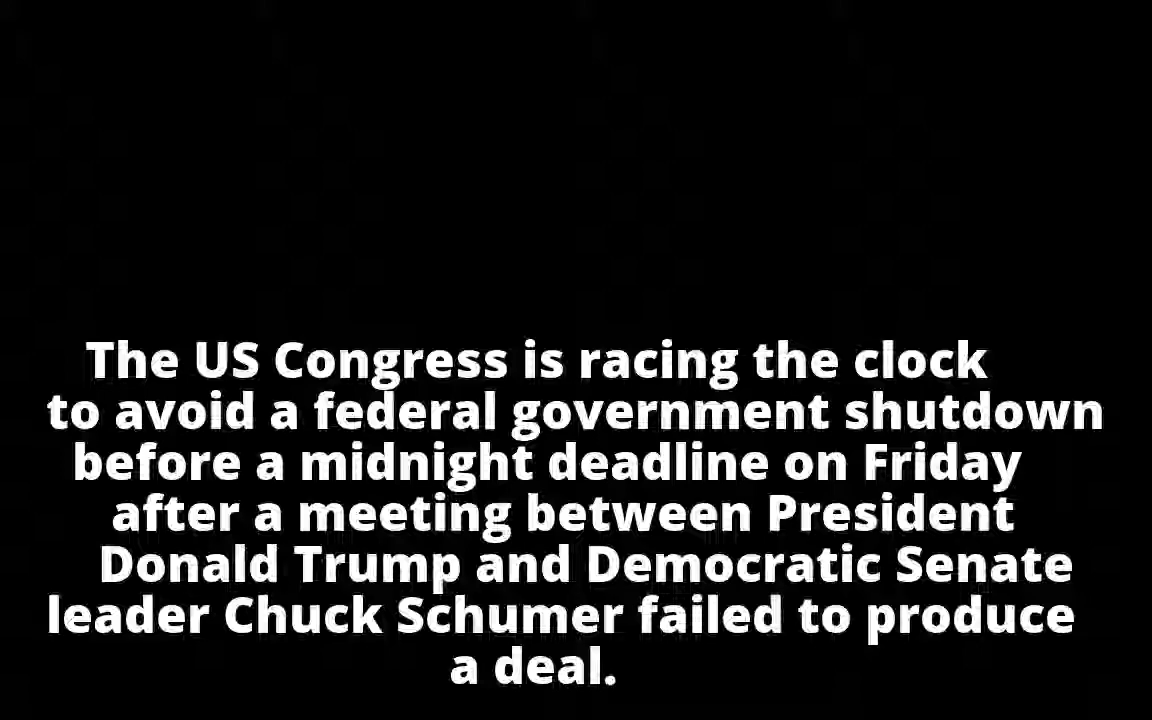 The US Congress is racing the clock
to avoid a federal government shutdown
before a midnight deadline on Friday
after a meeting between President
Donald Trump and Democratic Senate
leader Chuck Schumer failed to produce
a deal.